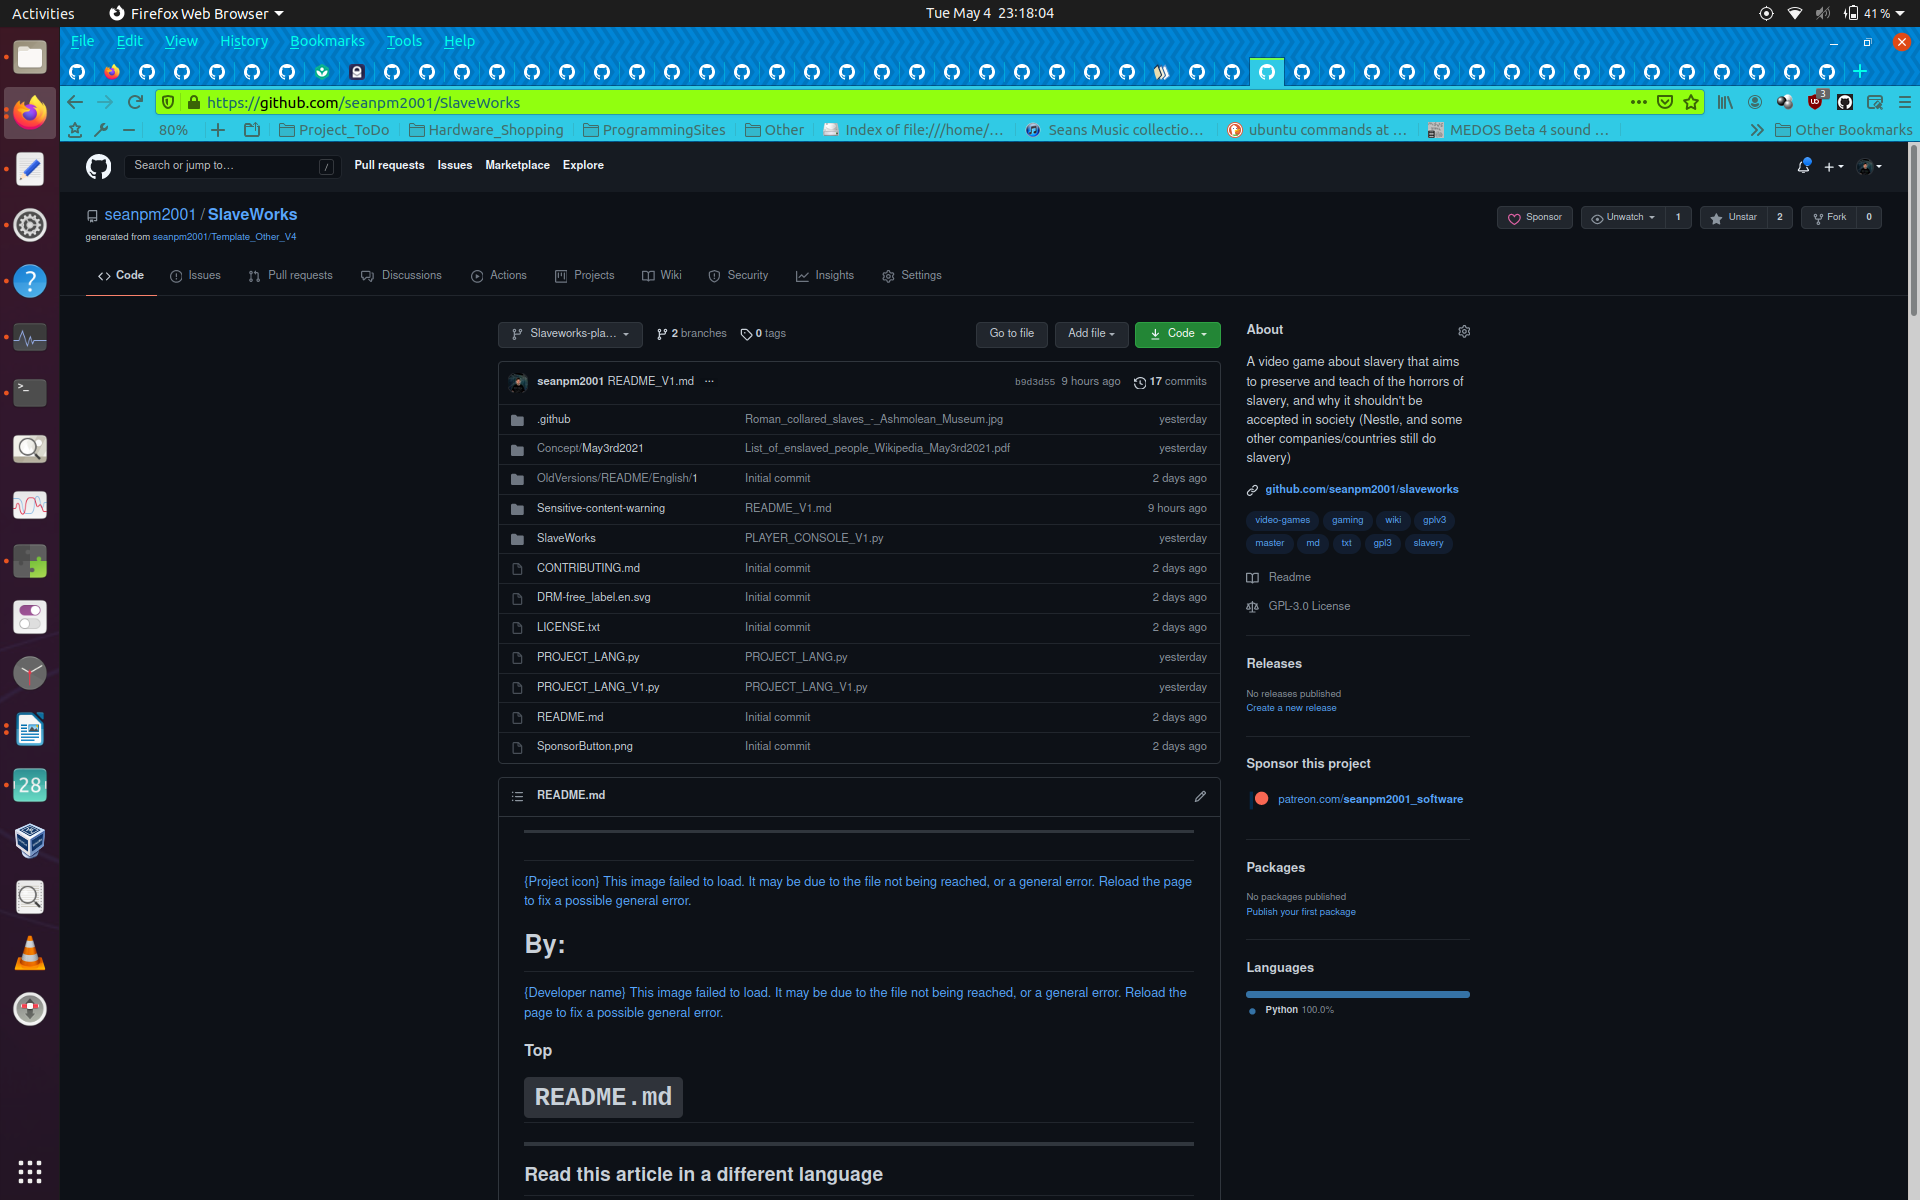 Activities
Firefox Web Browser
Tue May 4 23:18:04
41 %
File Edit View History Bookmarks Tools Help
https://github.com/seanpm2001/SlaveWorks
3
80%
Project_ToDo
Hardware_Shopping
ProgrammingSites
Other
Index of file:///home/...
Seans Music collectio...
ubuntu commands at ...
MEDOS Beta 4 sound ...
Other Bookmarks
Search or jump to...
/
Pull requests Issues Marketplace Explore
seanpm2001 / SlaveWorks
generated from seanpm2001/Template_Other_V4
Sponsor
Unwatch 1
Unstar 2
Fork 0
Code
Issues
Pull requests
Discussions
Actions
Projects
Wiki
Security
Insights
Settings
Slaveworks-pla...
2 branches
0 tags
Go to file
Add file
Code
seanpm2001 README_V1.md ...
b9d3d55 9 hours ago 17 commits
.github Roman_collared_slaves_-_Ashmolean_Museum.jpg yesterday
Concept/May3rd2021 List_of_enslaved_people_Wikipedia_May3rd2021.pdf yesterday
OldVersions/README/English/1 Initial commit 2 days ago
Sensitive-content-warning README_V1.md 9 hours ago
SlaveWorks PLAYER_CONSOLE_V1.py yesterday
CONTRIBUTING.md Initial commit 2 days ago
DRM-free_label.en.svg Initial commit 2 days ago
LICENSE.txt Initial commit 2 days ago
PROJECT_LANG.py PROJECT_LANG.py yesterday
PROJECT_LANG_V1.py PROJECT_LANG_V1.py yesterday
README.md Initial commit 2 days ago
SponsorButton.png Initial commit 2 days ago
README.md
{Project icon} This image failed to load. It may be due to the file not being reached, or a general error. Reload the page
to fix a possible general error.
By:
{Developer name} This image failed to load. It may be due to the file not being reached, or a general error. Reload the
page to fix a possible general error.
Top
README.md
Read this article in a different language
About
A video game about slavery that aims
to preserve and teach of the horrors of
slavery, and why it shouldn't be
accepted in society (Nestle, and some
other companies/countries still do
slavery)
github.com/seanpm2001/slaveworks
video-games gaming wiki gplv3
master md txt gpl3 slavery
Readme
GPL-3.0 License
Releases
No releases published
Create a new release
Sponsor this project
patreon.com/seanpm2001_software
Packages
No packages published
Publish your first package
Languages
Python 100.0%
28